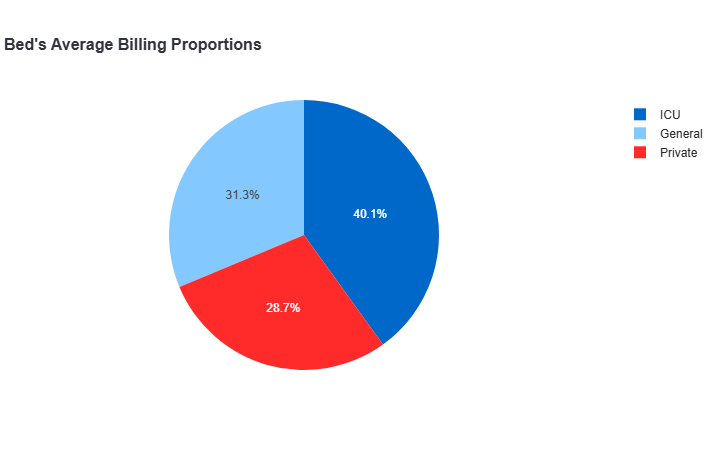 Bed's Average Billing Proportions
ICU
General
Private
31.3%
40.1%
28.7%